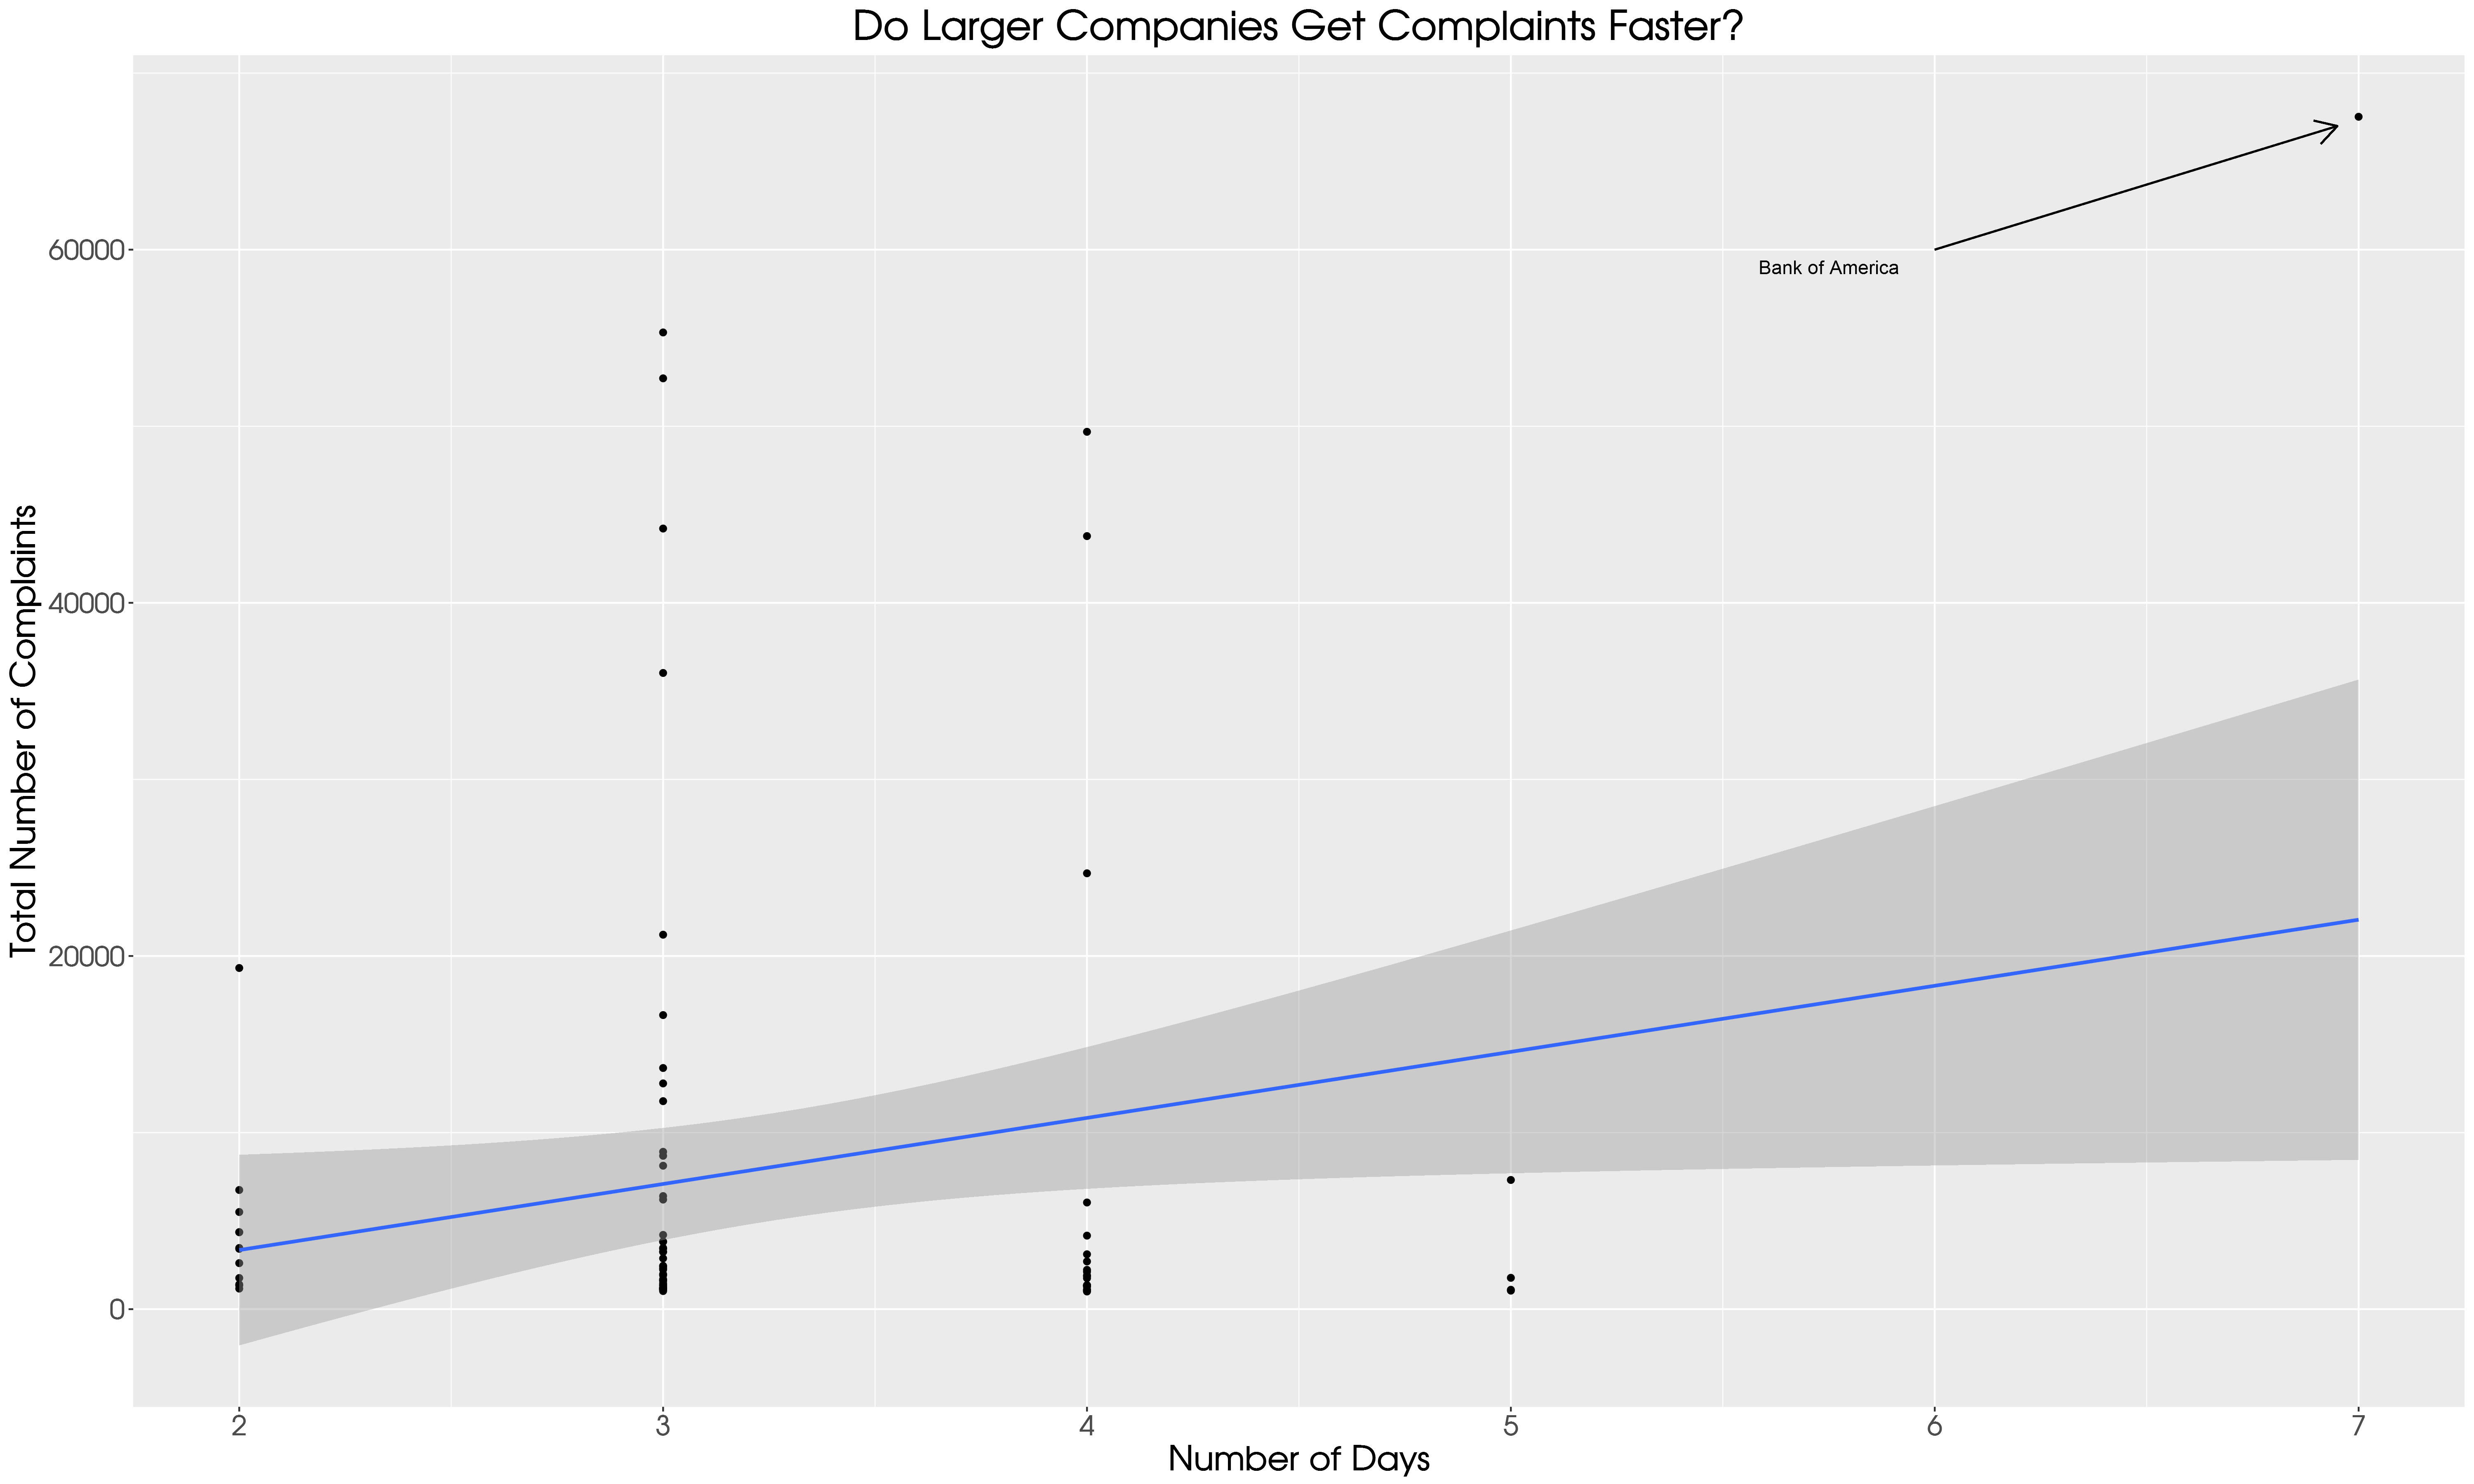 Do Larger Companies Get Complaints Faster?
Total Number of Complaints
60000
40000
20000
0
Bank of America
2 3 4 5 6 7
Number of Days